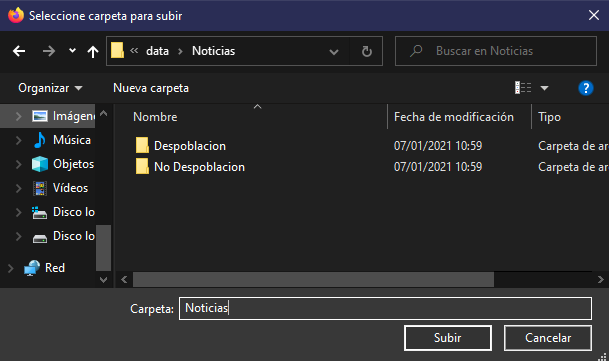 Seleccione carpeta para subir
« data > Noticias
Buscar en Noticias
Organizar
Nueva carpeta
?
Nombre
Fecha de modificación
Tipo
Imágen
Música
Objetos
Vídeos
Disco lo
Disco lo
Red
Despoblacion 07/01/2021 10:59 Carpeta de ar
No Despoblacion 07/01/2021 10:59 Carpeta de ar
Carpeta: Noticias
Subir
Cancelar